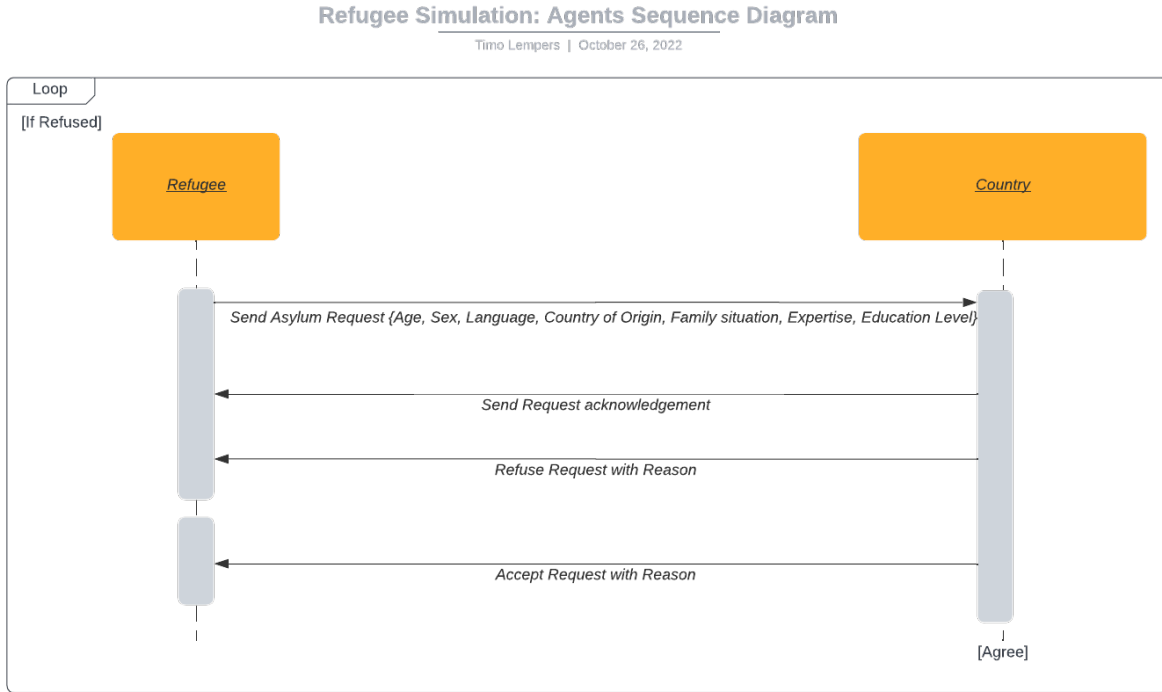 Refugee Simulation: Agents Sequence Diagram
Timo Lempers | October 26, 2022
Loop
[If Refused]
Refugee
Country
Send Asylum Request {Age, Sex, Language, Country of Origin, Family situation, Expertise, Education Level}
Send Request acknowledgement
Refuse Request with Reason
Accept Request with Reason
[Agree]